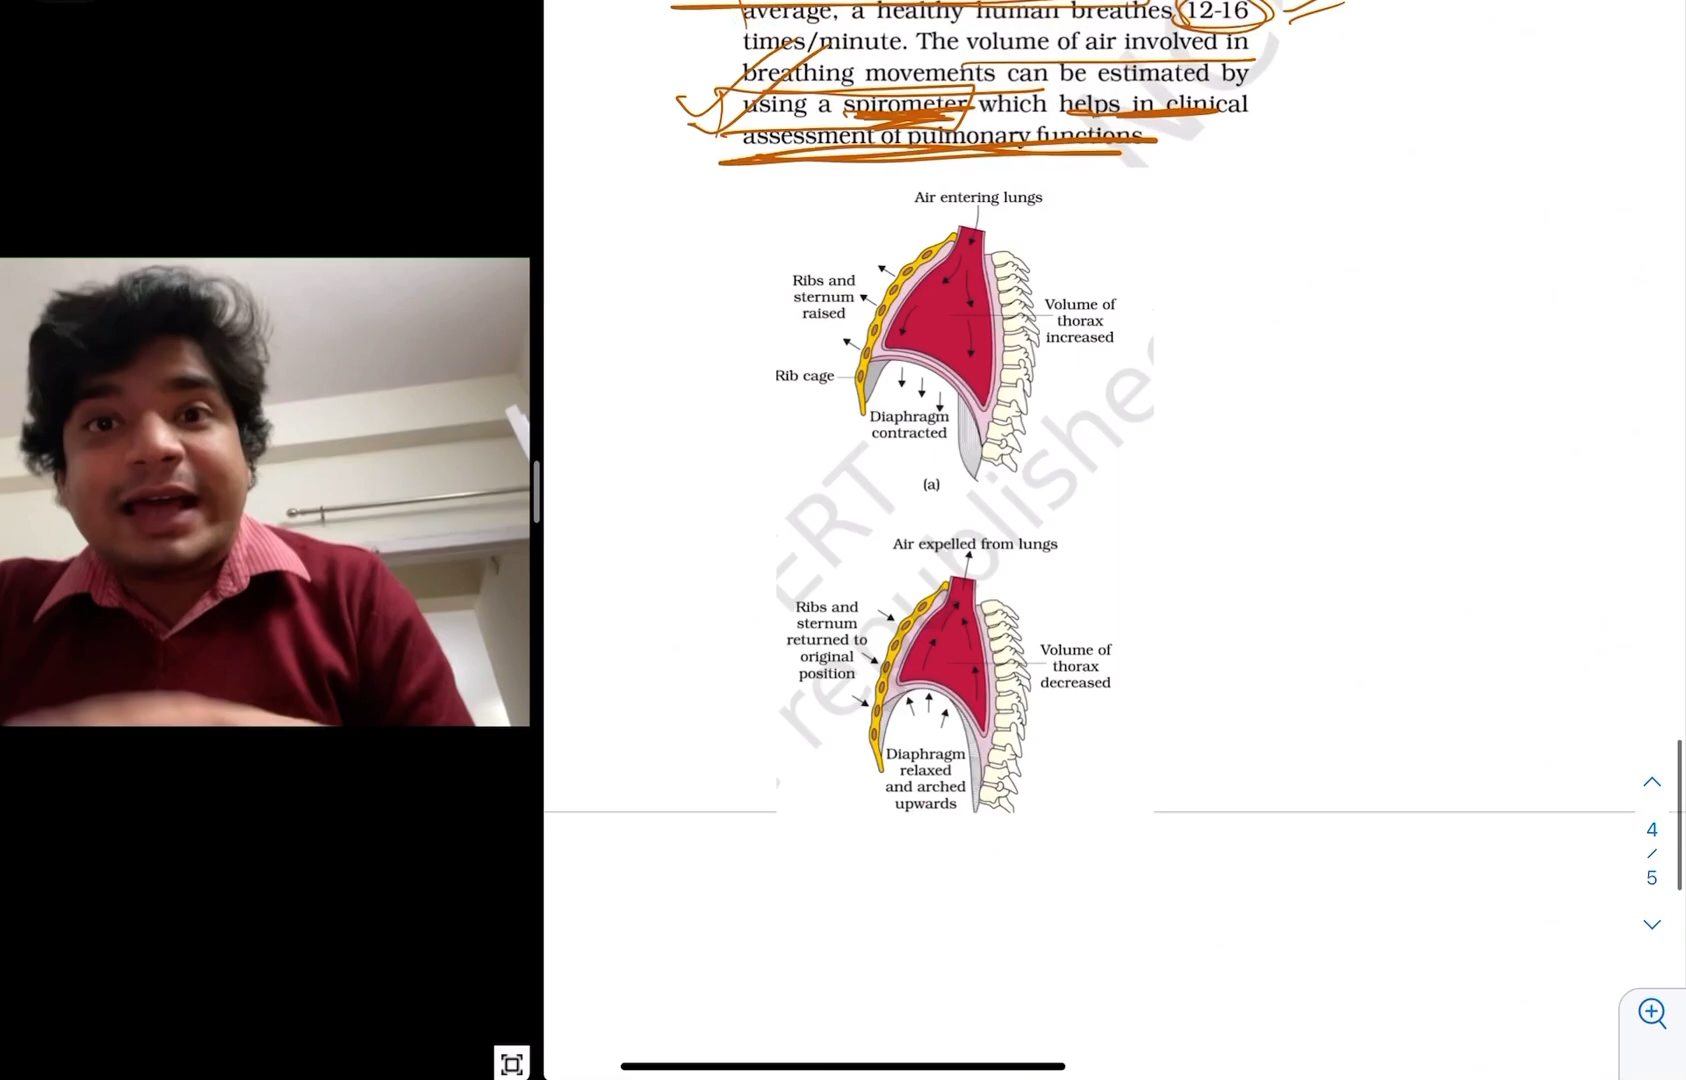 average, a healthy human breathes 12-16
times/minute. The volume of air involved in
breathing movements can be estimated by
using a spirometer which helps in clinical
assessment of pulmonary functions.
Air entering lungs
Ribs and
sternum
raised
Volume of
thorax
increased
Rib cage
Diaphragm
contracted
(a)
Air expelled from lungs
Ribs and
sternum
returned to
original
position
Volume of
thorax
decreased
Diaphragm
relaxed
and arched
upwards
4
/
5